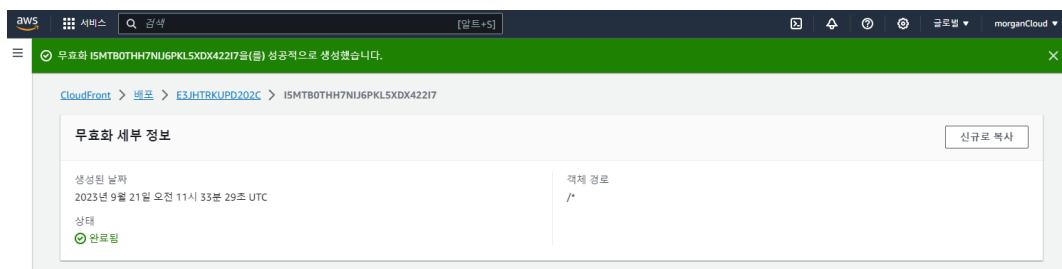 aws 서비스 검색 [알트+S] 글로벌 ▼ morganCloud ▼
무효화 I5MTB0THH7NIJ6PKL5XDX422I7을(를) 성공적으로 생성했습니다.
CloudFront > 배포 > E3JHTRKUPD202C > I5MTB0THH7NIJ6PKL5XDX422I7
무효화 세부 정보
신규로 복사
생성된 날짜
2023년 9월 21일 오전 11시 33분 29초 UTC
상태
완료됨
객체 경로
/*